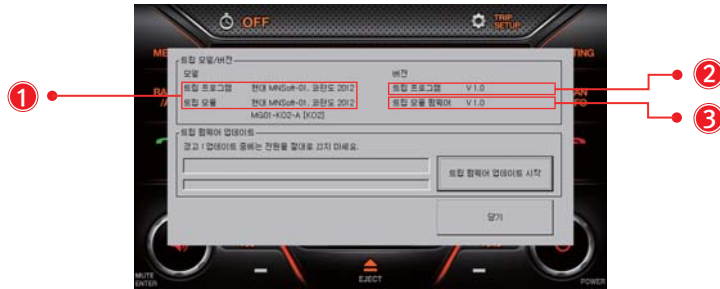 OFF
TRIP
SETUP
트립 모델/버전
모델
버전
트립 프로그램 현대 MNSoft-01, 코란도 2012
트립 프로그램 V 1.0
트립 모듈 현대 MNSoft-01, 코란도 2012
트립 모듈 펌웨어 V 1.0
MG01-KO2-A [KO2]
트립 펌웨어 업데이트
경고 ! 업데이트 중에는 전원을 절대로 끄지 마세요.
트립 펌웨어 업데이트 시작
닫기
MUTE
ENTER
EJECT
POWER
1
2
3